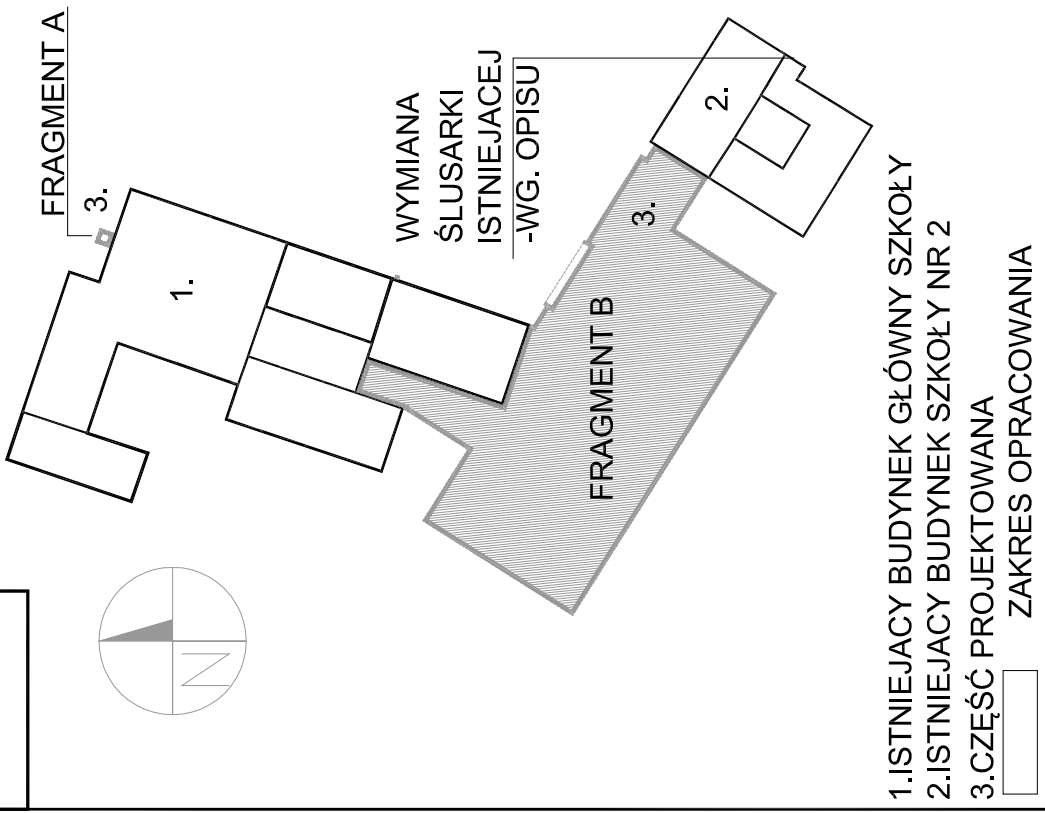 FRAGMENT A
3.
1.
WYMIANA
ŚLUSARKI
ISTNIEJACEJ
-WG. OPISU
2.
3.
FRAGMENT B
N
1.ISTNIEJACY BUDYNEK GŁÓWNY SZKOŁY
2.ISTNIEJACY BUDYNEK SZKOŁY NR 2
3.CZĘŚĆ PROJEKTOWANA
ZAKRES OPRACOWANIA